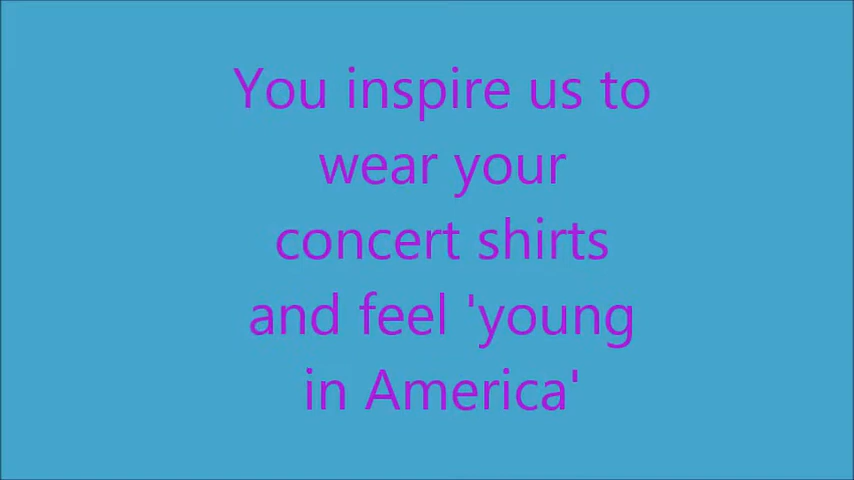 You inspire us to
wear your
concert shirts
and feel 'young
in America'